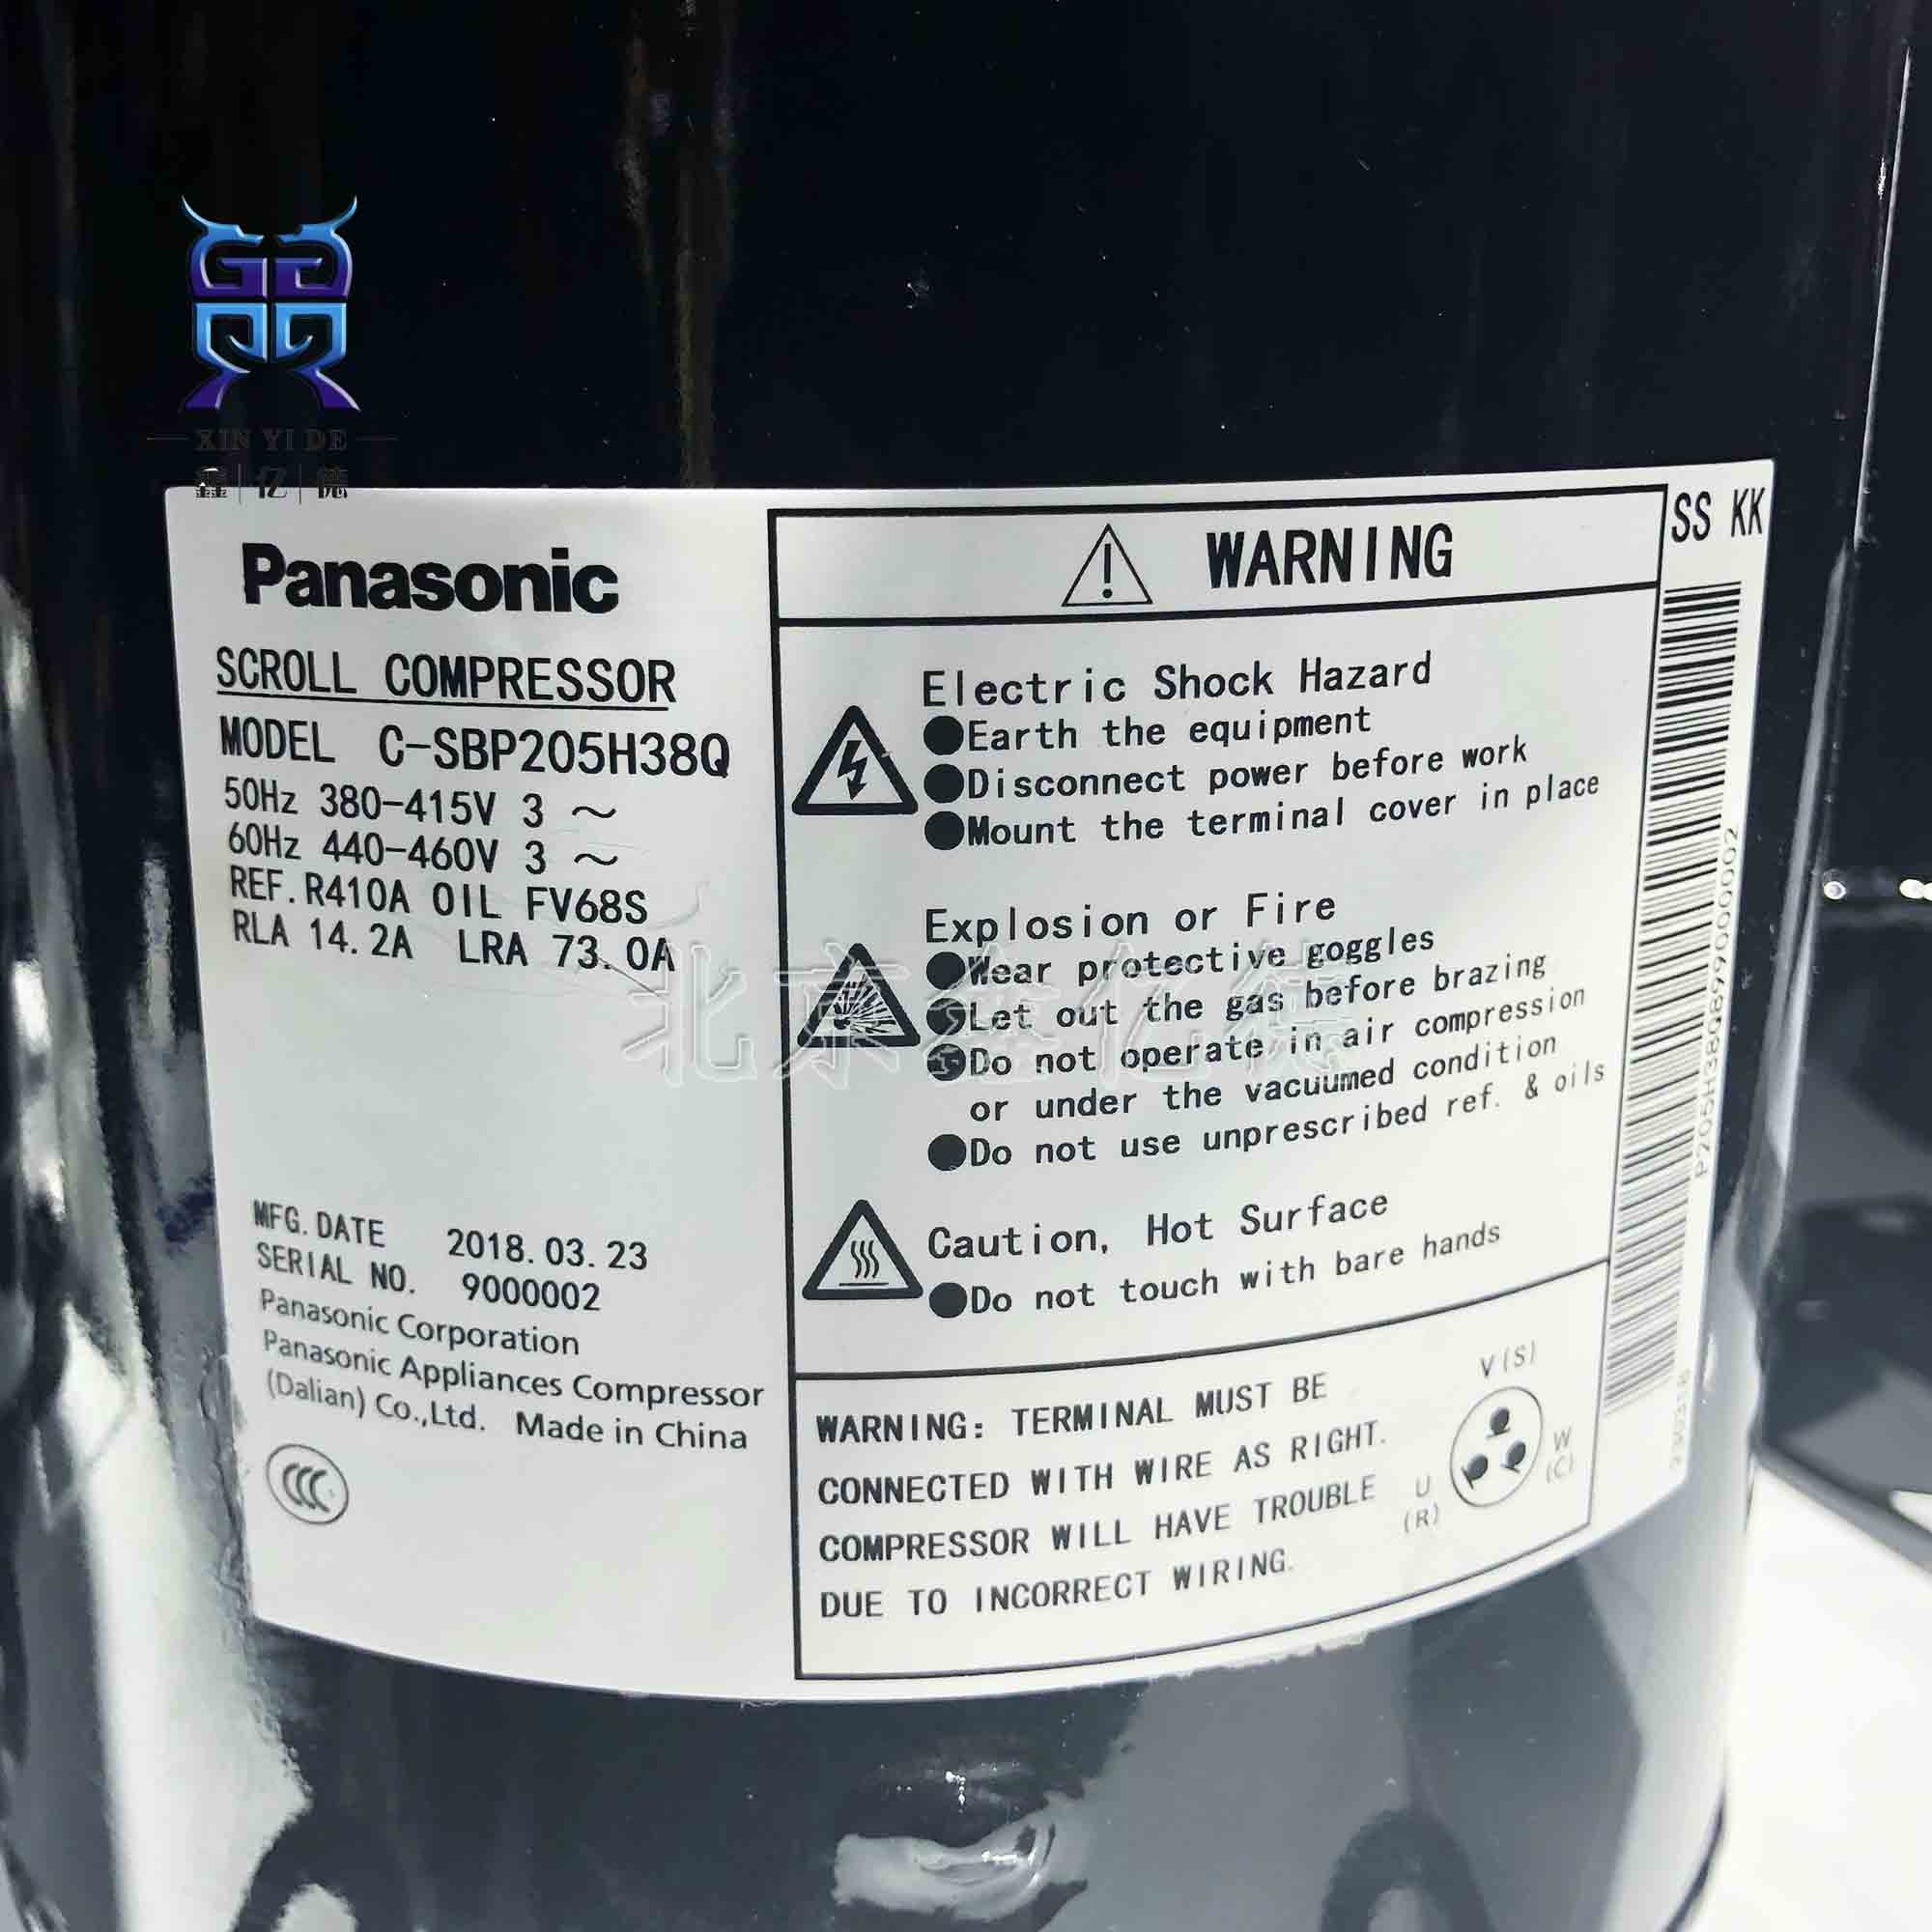 XIN YI DE
鑫 亿 德
Panasonic
SCROLL COMPRESSOR
MODEL C-SBP205H38Q
50Hz 380-415V 3 ~
60Hz 440-460V 3 ~
REF. R410A OIL FV68S
RLA 14.2A LRA 73.0A
MFG. DATE 2018.03.23
SERIAL NO. 9000002
Panasonic Corporation
Panasonic Appliances Compressor
(Dalian) Co.,Ltd. Made in China
CCC
WARNING
Electric Shock Hazard
●Earth the equipment
●Disconnect power before work
●Mount the terminal cover in place
Explosion or Fire
●Wear protective goggles
●Let out the gas before brazing
●Do not operate in air compression
or under the vacuumed condition
●Do not use unprescribed ref. & oils
Caution, Hot Surface
●Do not touch with bare hands
WARNING: TERMINAL MUST BE
CONNECTED WITH WIRE AS RIGHT.
COMPRESSOR WILL HAVE TROUBLE
DUE TO INCORRECT WIRING.
V(S)
W
(C)
U
(R)
SS KK
北京鑫亿德